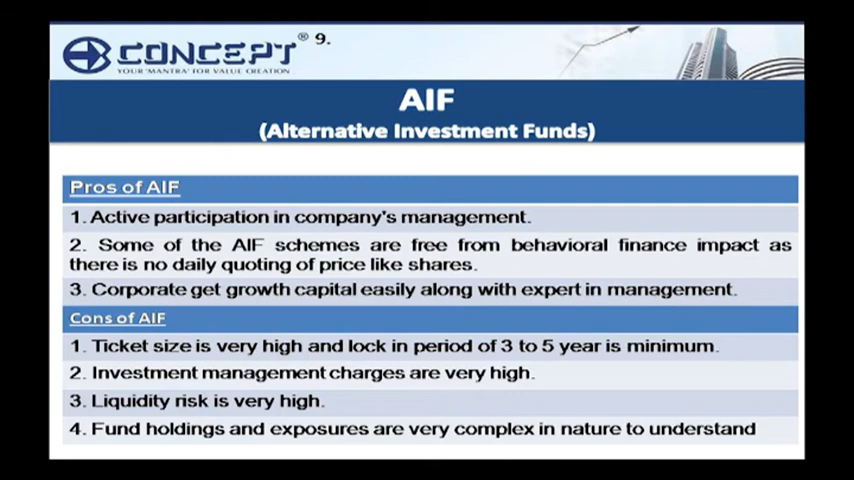 CONCEPT® 9.
YOUR 'MANTRA' FOR VALUE CREATION
AIF
(Alternative Investment Funds)
Pros of AIF
1. Active participation in company's management.
2. Some of the AIF schemes are free from behavioral finance impact as
there is no daily quoting of price like shares.
3. Corporate get growth capital easily along with expert in management.
Cons of AIF
1. Ticket size is very high and lock in period of 3 to 5 year is minimum.
2. Investment management charges are very high.
3. Liquidity risk is very high.
4. Fund holdings and exposures are very complex in nature to understand